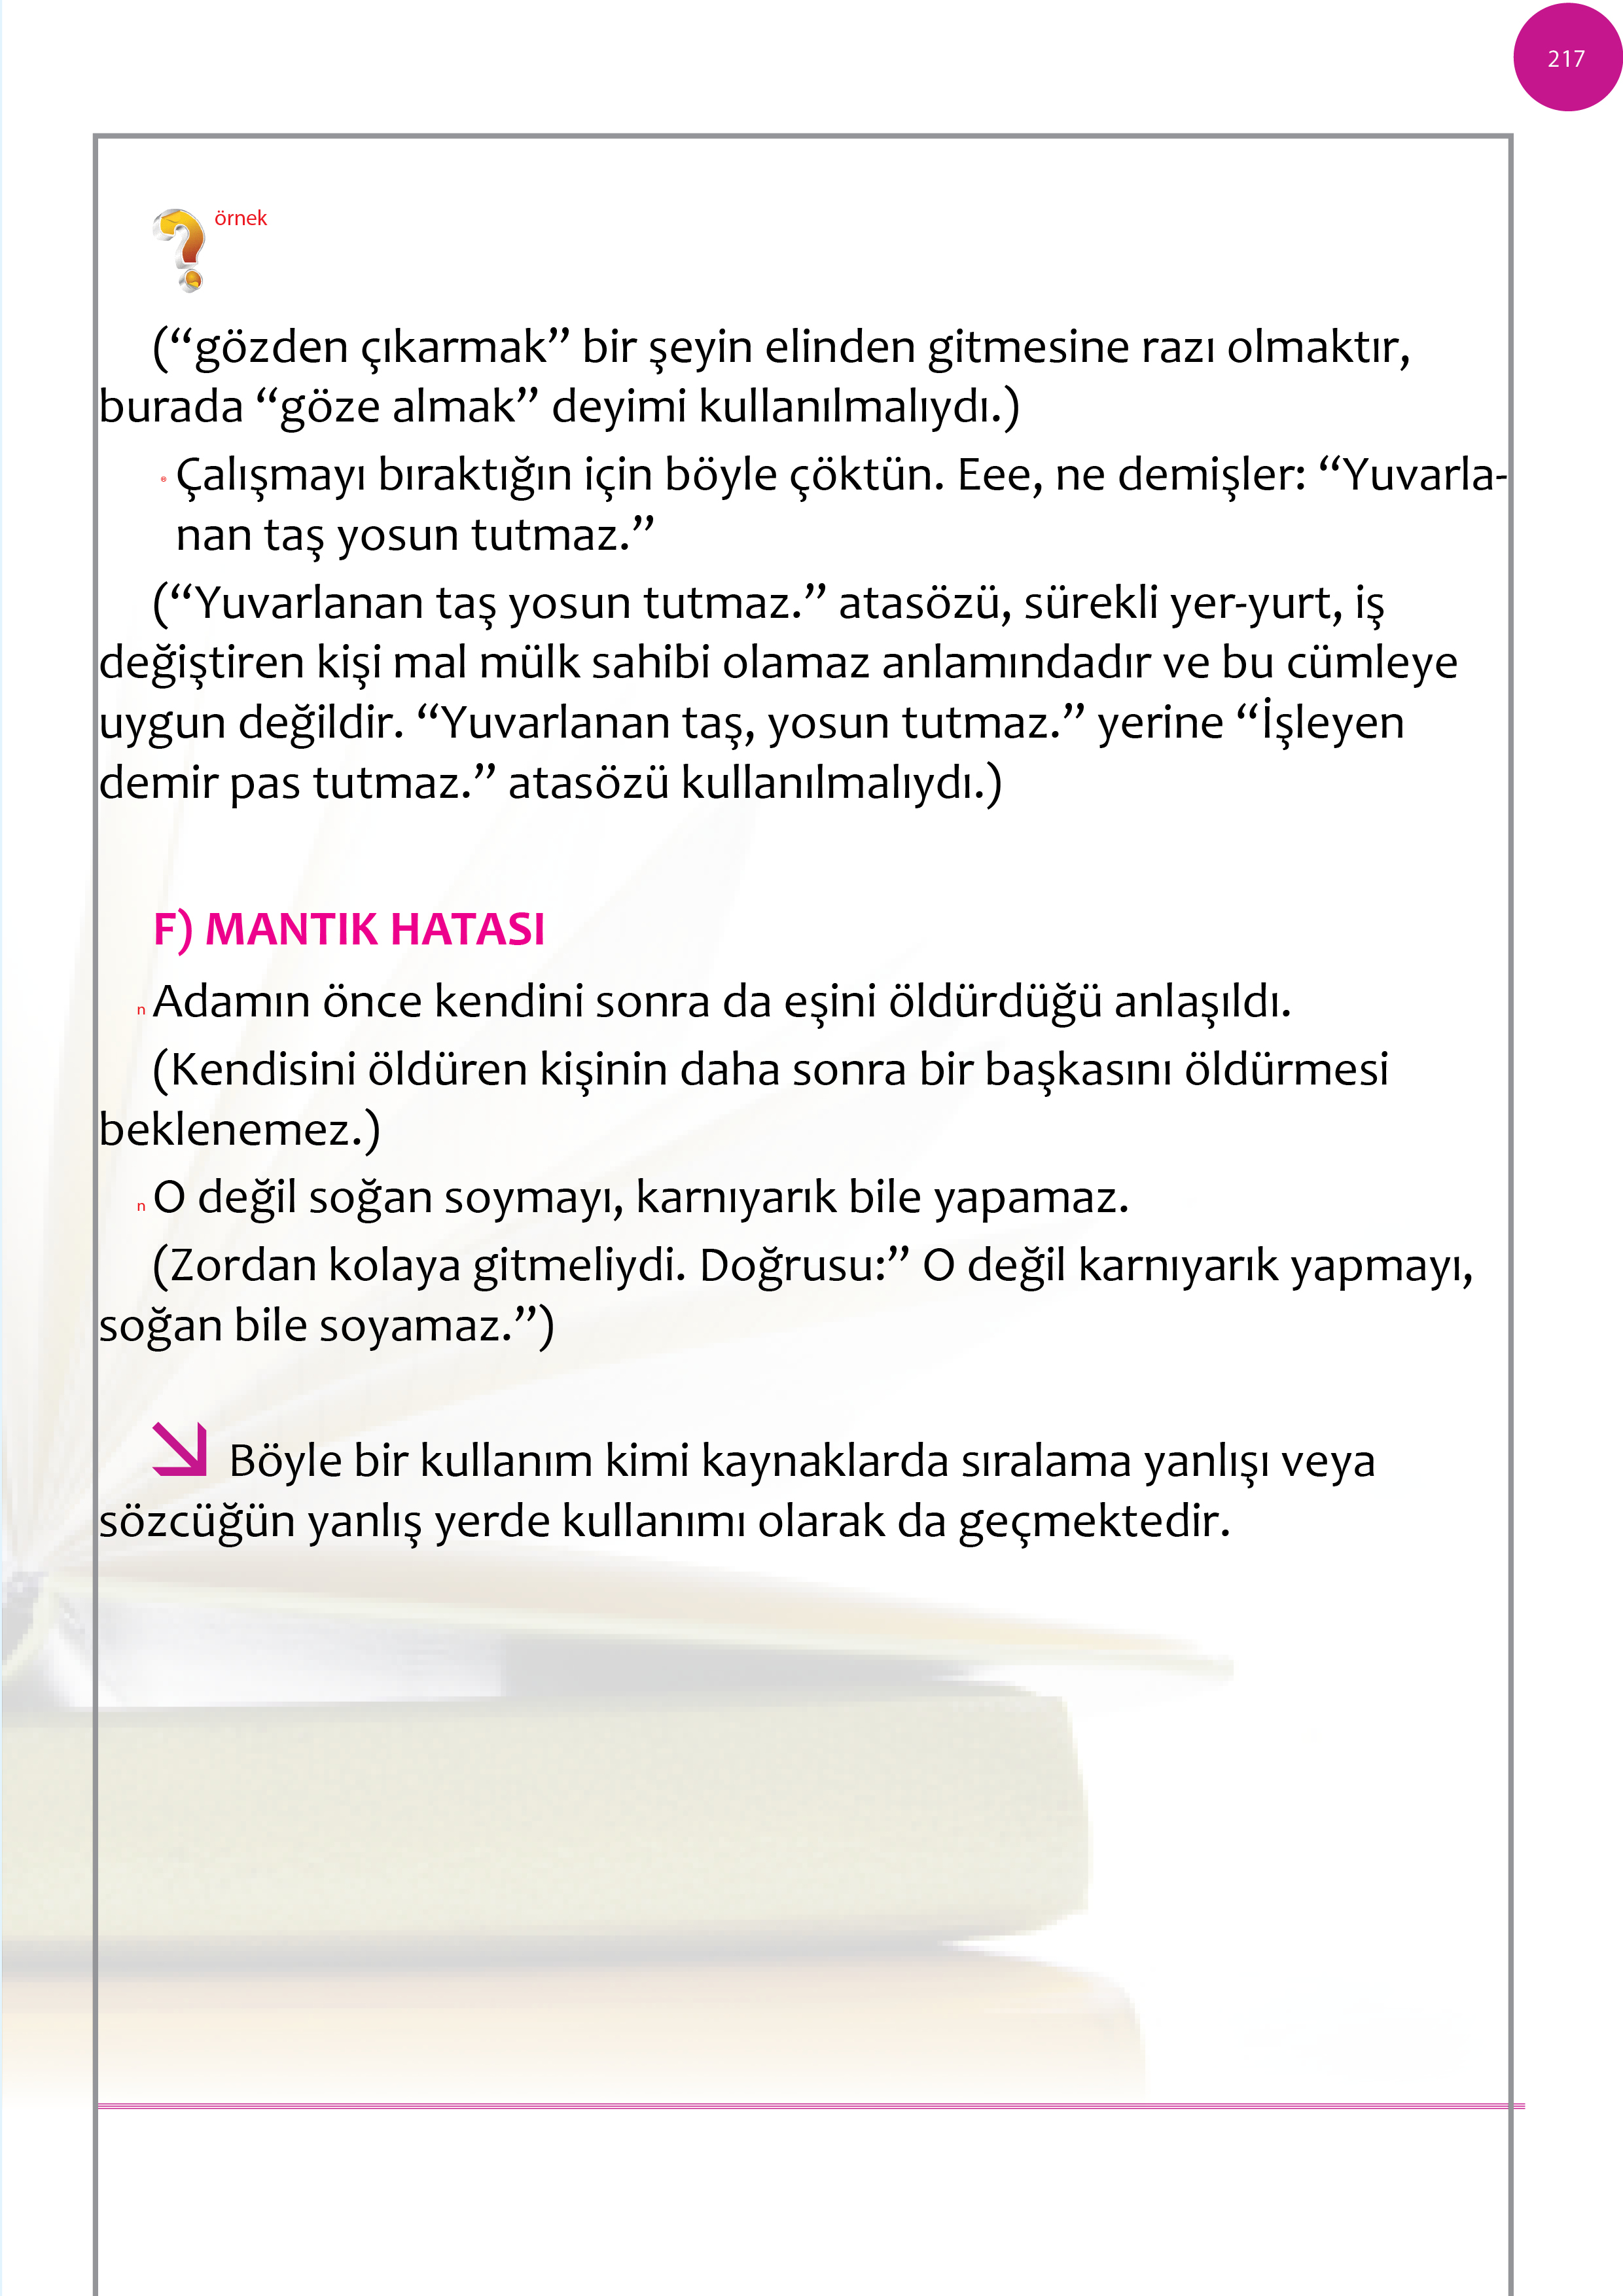 217
örnek
(“gözden çıkarmak” bir şeyin elinden gitmesine razı olmaktır,
burada “göze almak” deyimi kullanılmalıydı.)
Çalışmayı bıraktığın için böyle çöktün. Eee, ne demişler: “Yuvarla-
nan taş yosun tutmaz.”
(“Yuvarlanan taş yosun tutmaz.” atasözü, sürekli yer-yurt, iş
değiştiren kişi mal mülk sahibi olamaz anlamındadır ve bu cümleye
uygun değildir. “Yuvarlanan taş, yosun tutmaz.” yerine “İşleyen
demir pas tutmaz.” atasözü kullanılmalıydı.)
F) MANTIK HATASI
n Adamın önce kendini sonra da eşini öldürdüğü anlaşıldı.
(Kendisini öldüren kişinin daha sonra bir başkasını öldürmesi
beklenemez.)
n O değil soğan soymayı, karnıyarık bile yapamaz.
(Zordan kolaya gitmeliydi. Doğrusu:” O değil karnıyarık yapmayı,
soğan bile soyamaz.”)
Böyle bir kullanım kimi kaynaklarda sıralama yanlışı veya
sözcüğün yanlış yerde kullanımı olarak da geçmektedir.